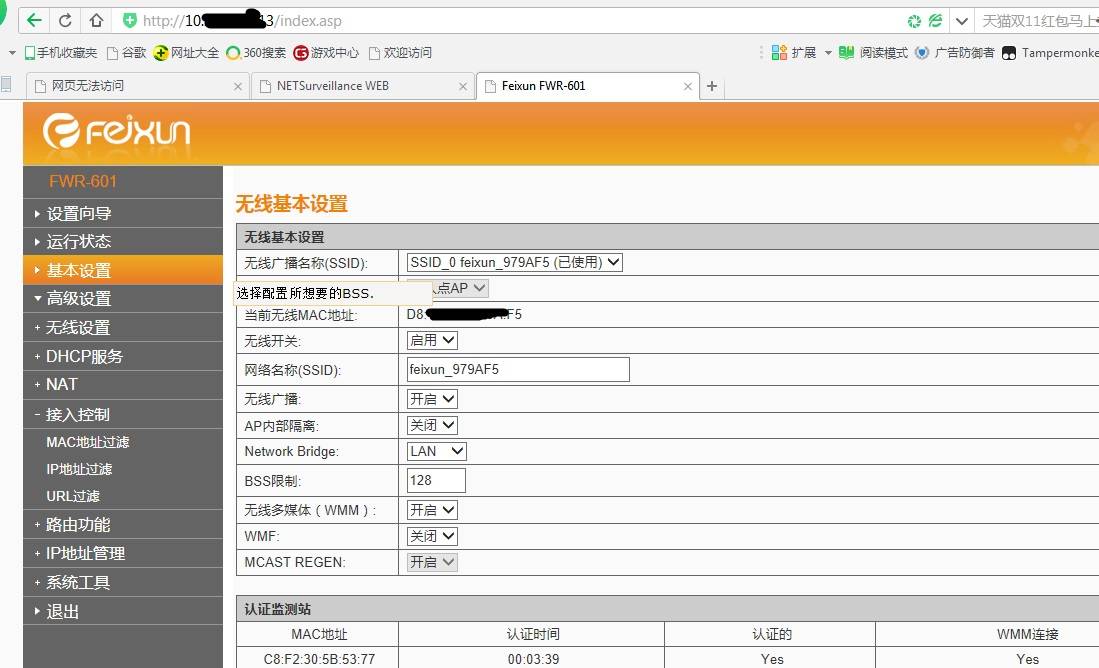 http://10. 3/index.asp
天猫双11红包马上
手机收藏夹 谷歌 网址大全 360搜索 游戏中心 网页 欢迎访问 扩展 阅读模式 广告防御者 Tampermonke
网页无法访问 NETSurveillance WEB Feixun FWR-601
Feixun
FWR-601
设置向导
运行状态
基本设置
高级设置
+ 无线设置
+ DHCP服务
+ NAT
- 接入控制
MAC地址过滤
IP地址过滤
URL过滤
+ 路由功能
+ IP地址管理
+ 系统工具
退出
无线基本设置
无线基本设置
无线广播名称(SSID): SSID_0 feixun_979AF5 (已使用)
选择配置所想要的BSS. 点AP
当前无线MAC地址: D8: F5
无线开关: 启用
网络名称(SSID): feixun_979AF5
无线广播: 开启
AP内部隔离: 关闭
Network Bridge: LAN
BSS限制: 128
无线多媒体（WMM）: 开启
WMF: 关闭
MCAST REGEN: 开启
认证监测站
MAC地址 认证时间 认证的 WMM连接
C8:F2:30:5B:53:77 00:03:39 Yes Yes